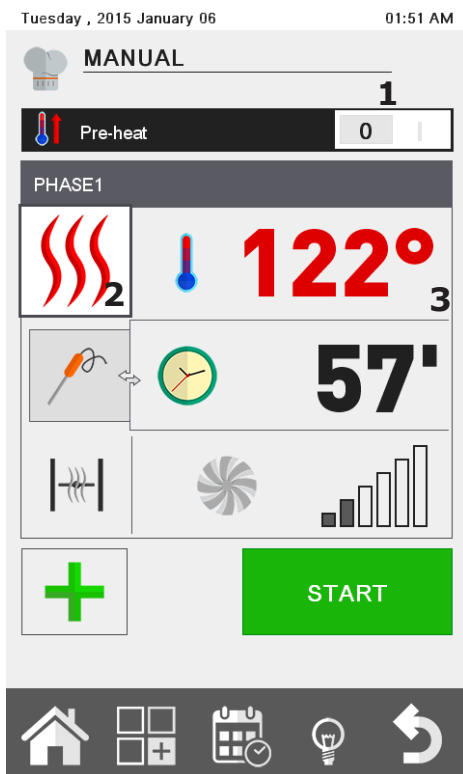 Tuesday , 2015 January 06 01:51 AM
MANUAL
1
Pre-heat 0 I
PHASE1
2 122° 3
57'
START